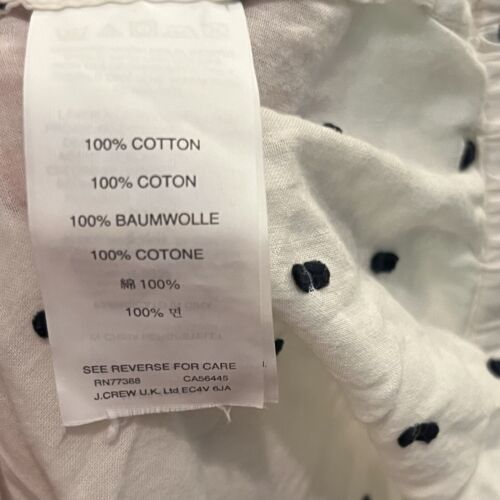 100% COTTON
100% COTON
100% BAUMWOLLE
100% COTONE
綿 100%
100% 면
SEE REVERSE FOR CARE
RN77388 CA56445
J.CREW U.K. Ltd EC4V 6JA